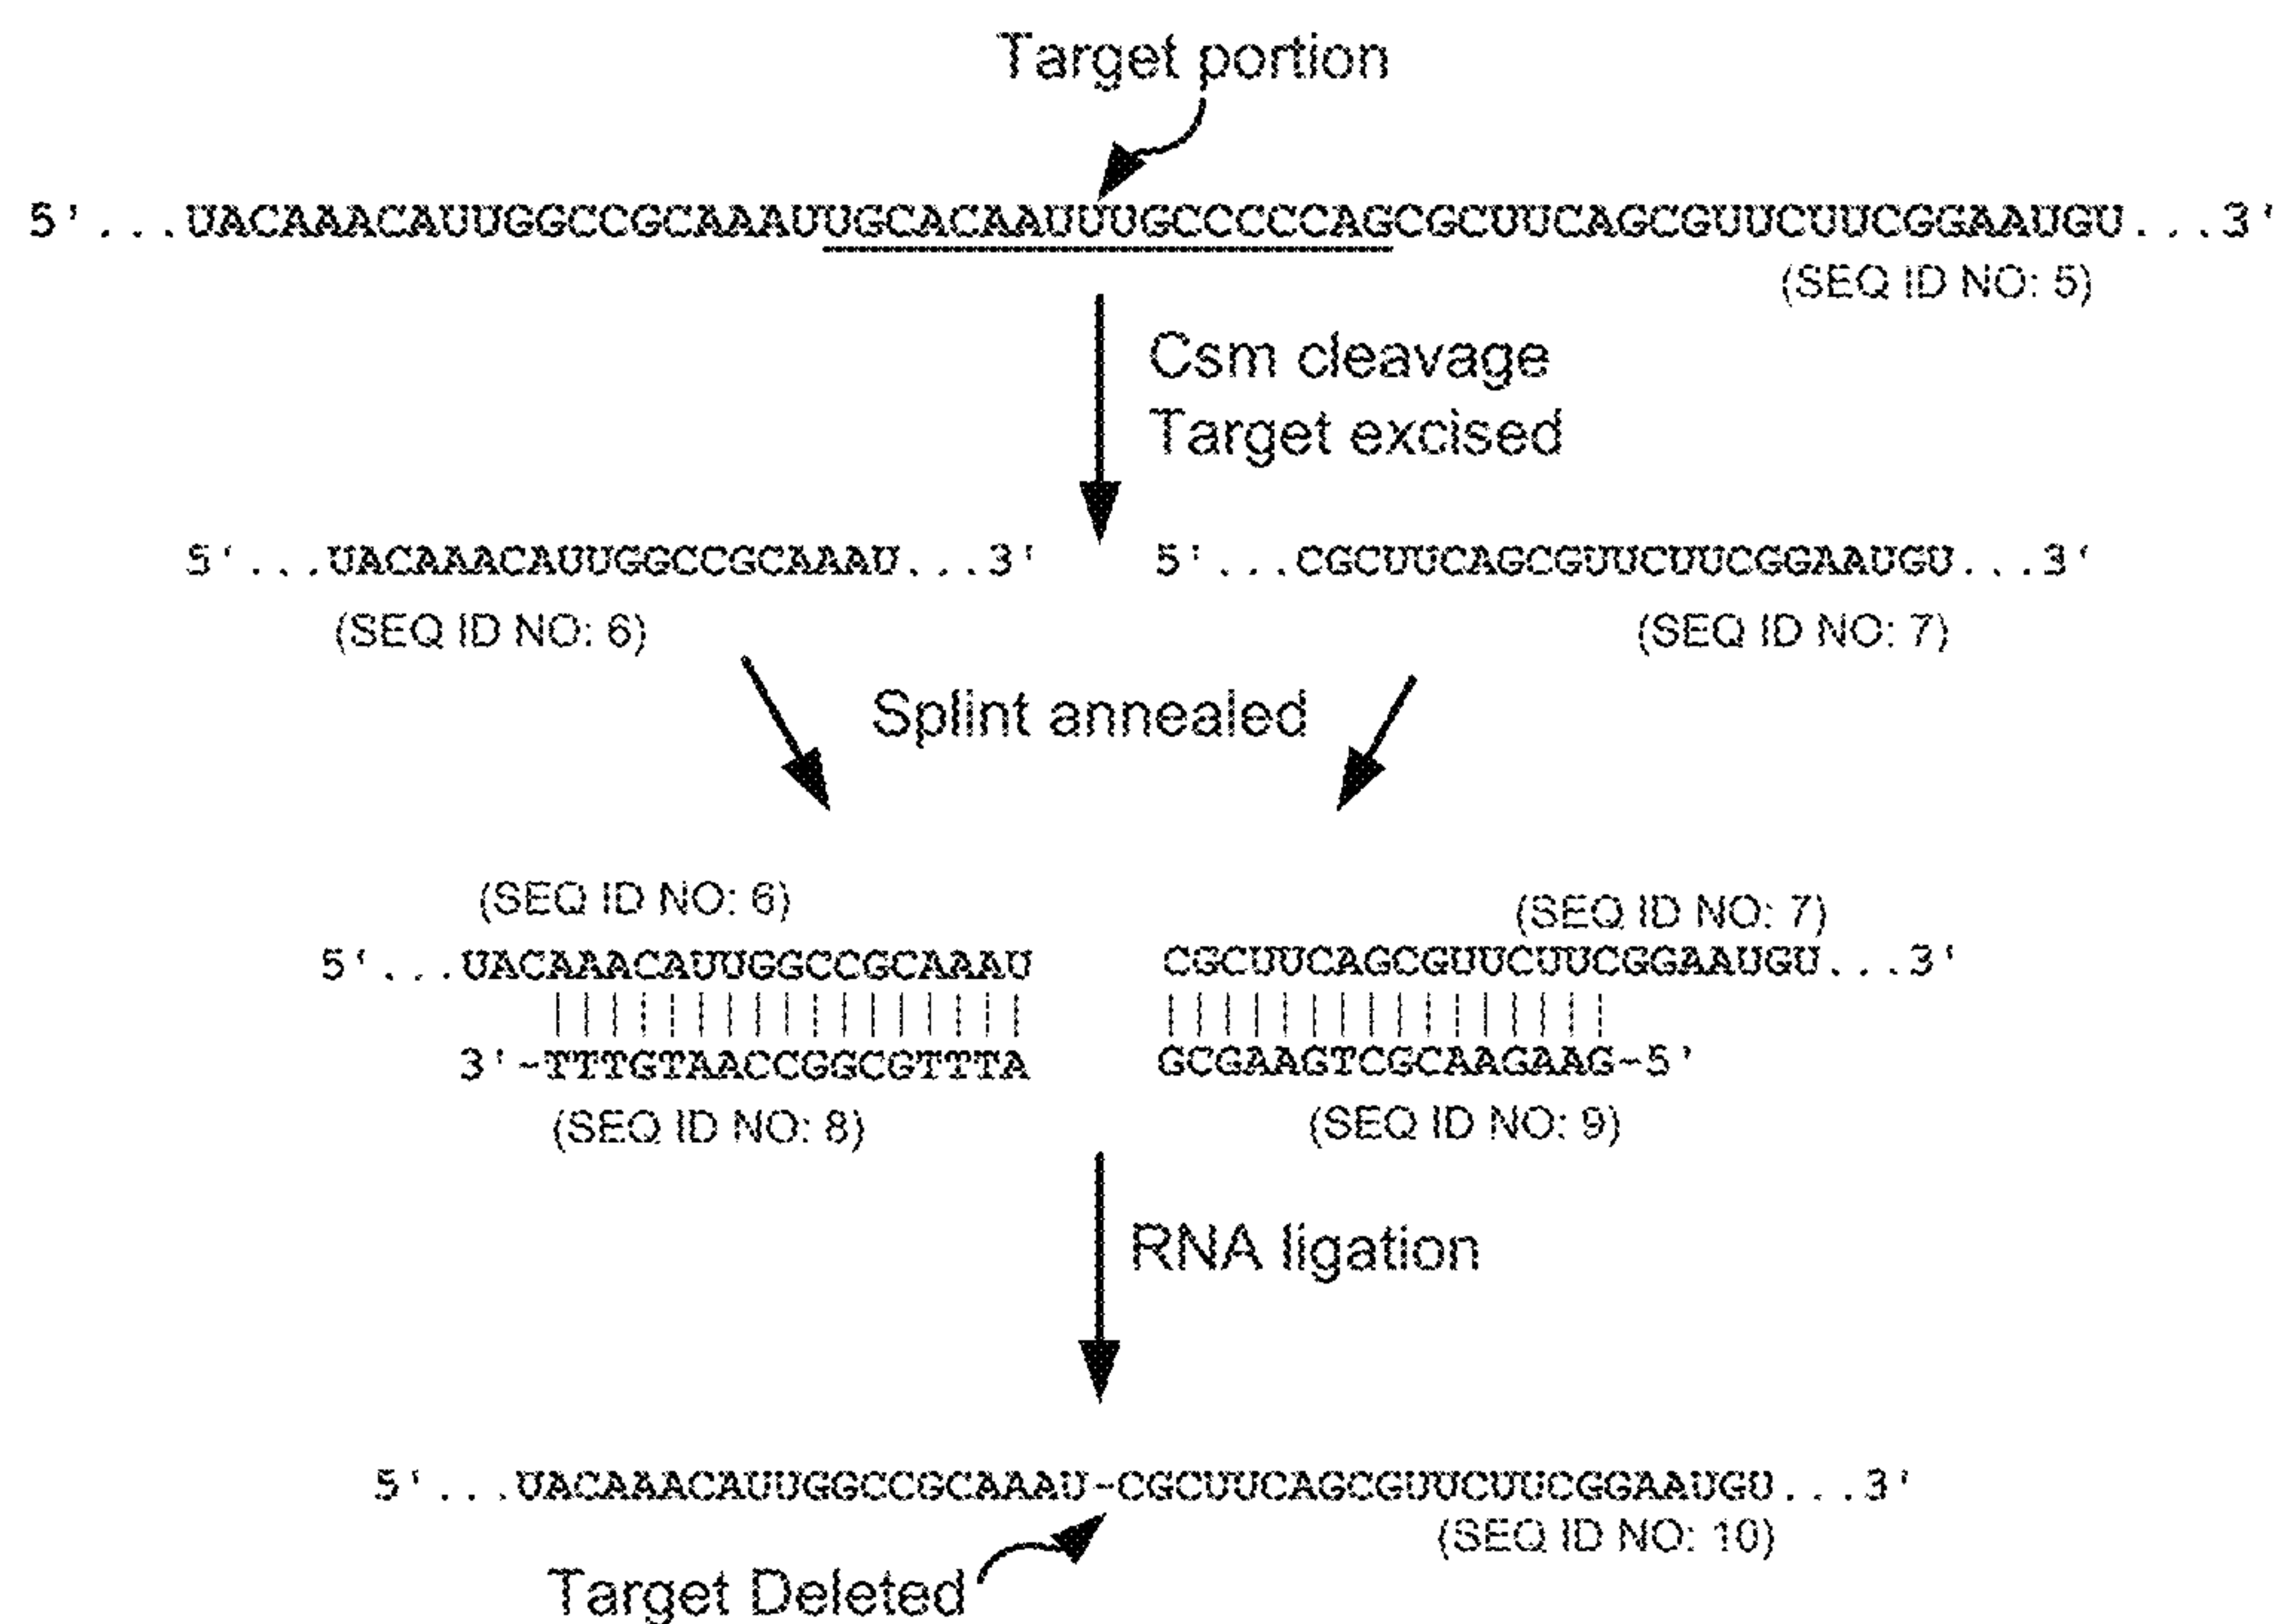 Target portion
5'...UACAAACAUUGGCCGCAAAUUGCACAAUUUGCCCCCAGCGCUUCAGCGUUCUUCGGAAUGU...3'
(SEQ ID NO: 5)
Csm cleavage
Target excised
5'...UACAAACAUUGGCCGCAAAU...3' 5'...CGCUUCAGCGUUCUUCGGAAUGU...3'
(SEQ ID NO: 6) (SEQ ID NO: 7)
Splint annealed
(SEQ ID NO: 6) (SEQ ID NO: 7)
5'...UACAAACAUUGGCCGCAAAU CGCUUCAGCGUUCUUCGGAAUGU...3'
3'-TTTGTAACCGGCGTTTA GCGAAGTCGCAAGAAG-5'
(SEQ ID NO: 8) (SEQ ID NO: 9)
RNA ligation
5'...UACAAACAUUGGCCGCAAAU-CGCUUCAGCGUUCUUCGGAAUGU...3'
(SEQ ID NO: 10)
Target Deleted